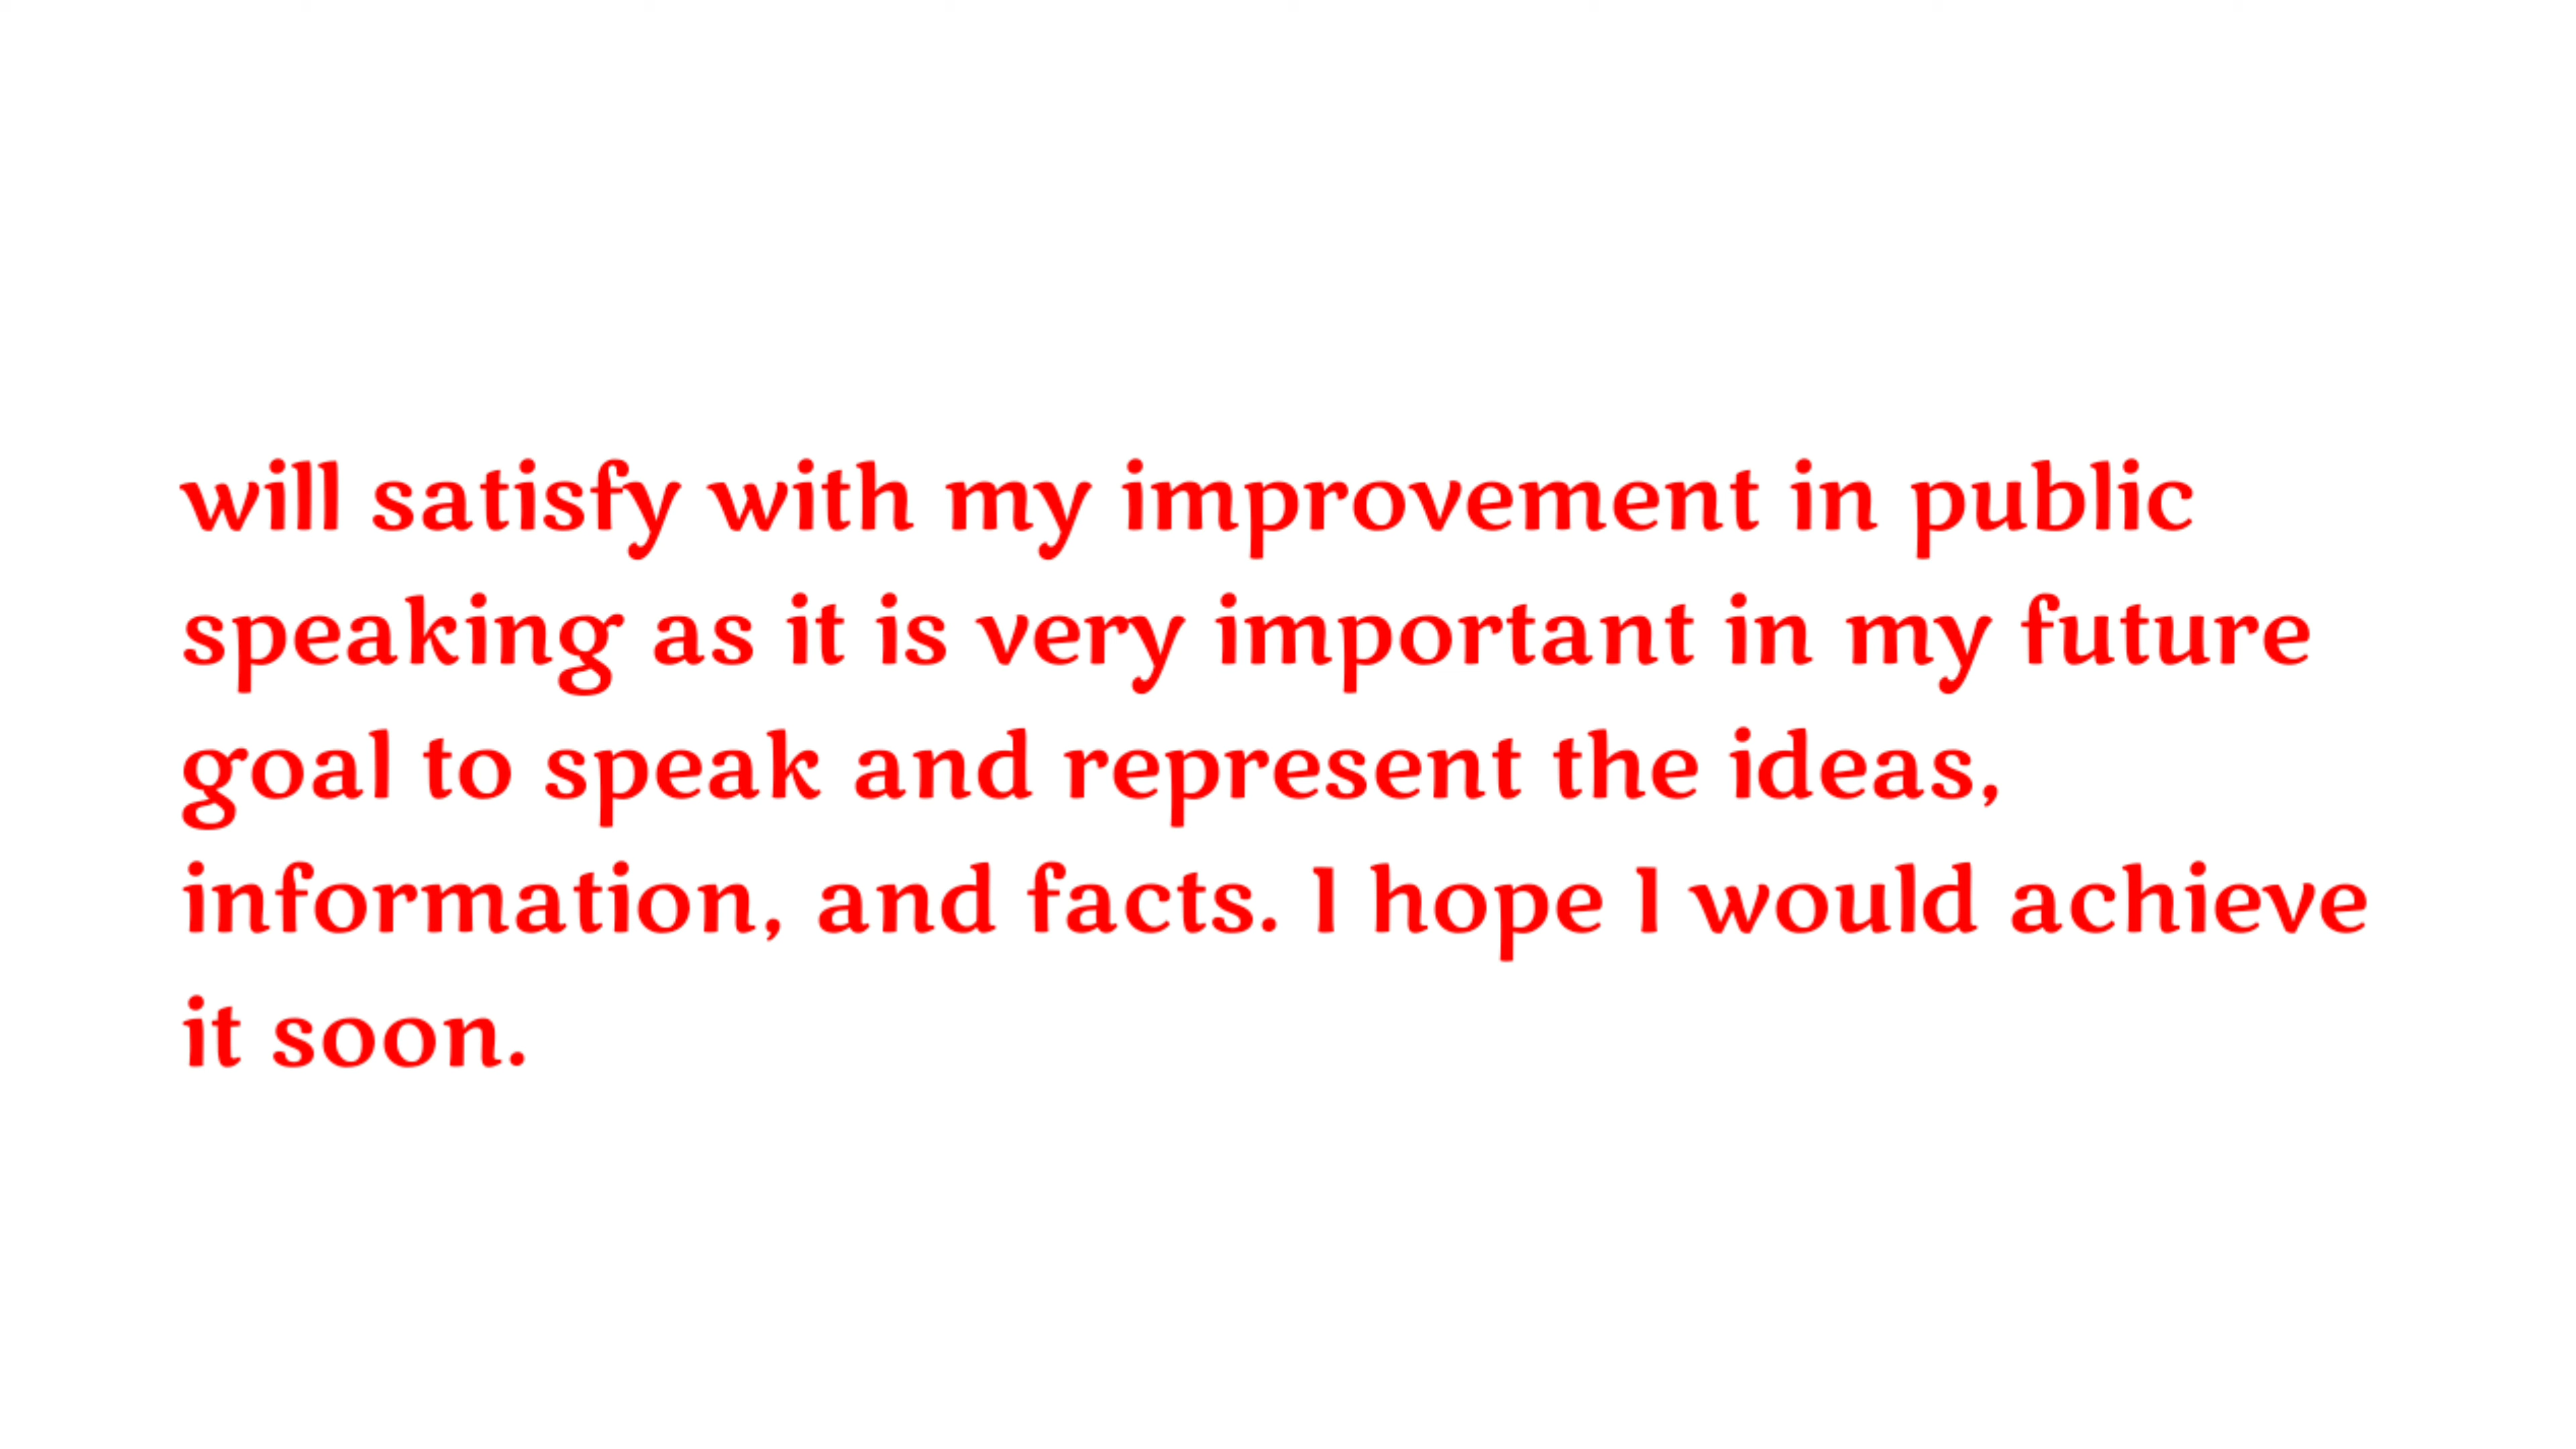 will satisfy with my improvement in public
speaking as it is very important in my future
goal to speak and represent the ideas,
information, and facts. I hope I would achieve
it soon.